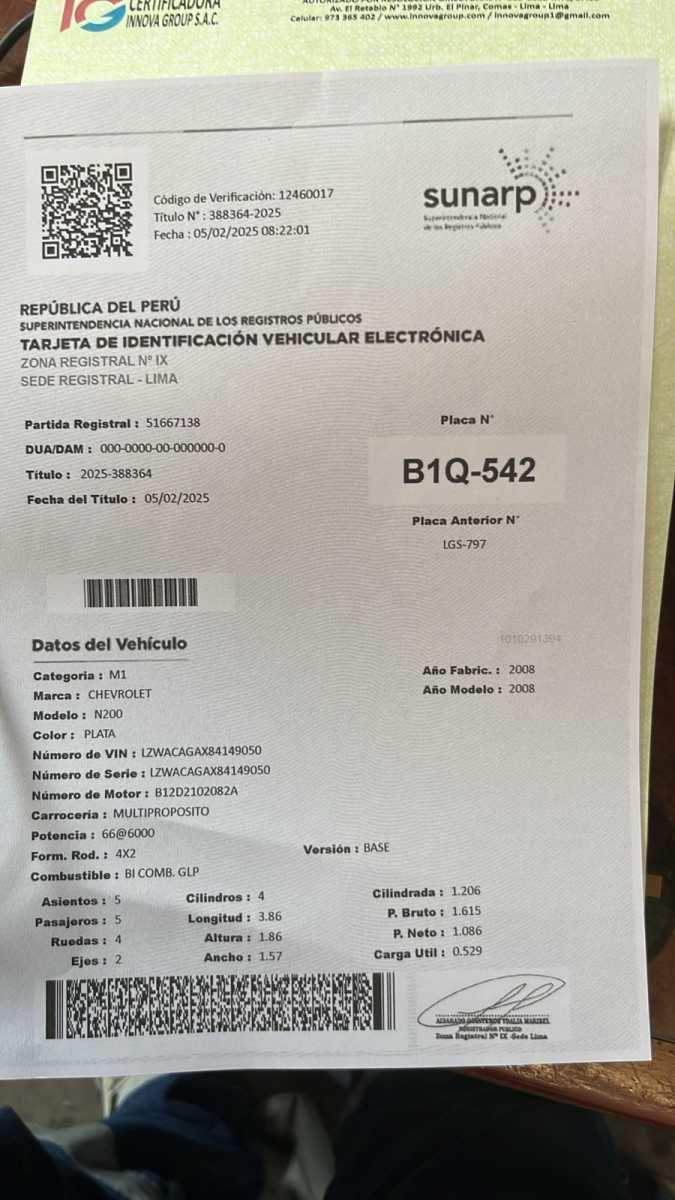 IG CERTIFICADORA
INNOVA GROUP S.A.C.
Av. El Retablo N° 1992 Urb. El Pinar, Comas - Lima - Lima
Celular: 973 365 402 / www.innovagroup.com / innovagroup1@gmail.com
Código de Verificación: 12460017
Título N° : 388364-2025
Fecha : 05/02/2025 08:22:01
sunarp
Superintendencia Nacional
de los Registros Públicos
REPÚBLICA DEL PERÚ
SUPERINTENDENCIA NACIONAL DE LOS REGISTROS PÚBLICOS
TARJETA DE IDENTIFICACIÓN VEHICULAR ELECTRÓNICA
ZONA REGISTRAL N° IX
SEDE REGISTRAL - LIMA
Partida Registral : 51667138
DUA/DAM : 000-0000-00-000000-0
Título : 2025-388364
Fecha del Título : 05/02/2025
Placa N°
B1Q-542
Placa Anterior N°
LGS-797
Datos del Vehículo
1010291394
Categoria : M1
Marca : CHEVROLET
Modelo : N200
Color : PLATA
Número de VIN : LZWACAGAX84149050
Número de Serie : LZWACAGAX84149050
Número de Motor : B12D2102082A
Carrocería : MULTIPROPOSITO
Potencia : 66@6000
Form. Rod. : 4X2
Combustible : BI COMB. GLP
Año Fabric. : 2008
Año Modelo : 2008
Versión : BASE
Asientos : 5
Pasajeros : 5
Ruedas : 4
Ejes : 2
Cilindros : 4
Longitud : 3.86
Altura : 1.86
Ancho : 1.57
Cilindrada : 1.206
P. Bruto : 1.615
P. Neto : 1.086
Carga Util : 0.529
MARIBEL
REGISTRADOR PUBLICO
Zona Registral N° IX -Sede Lima